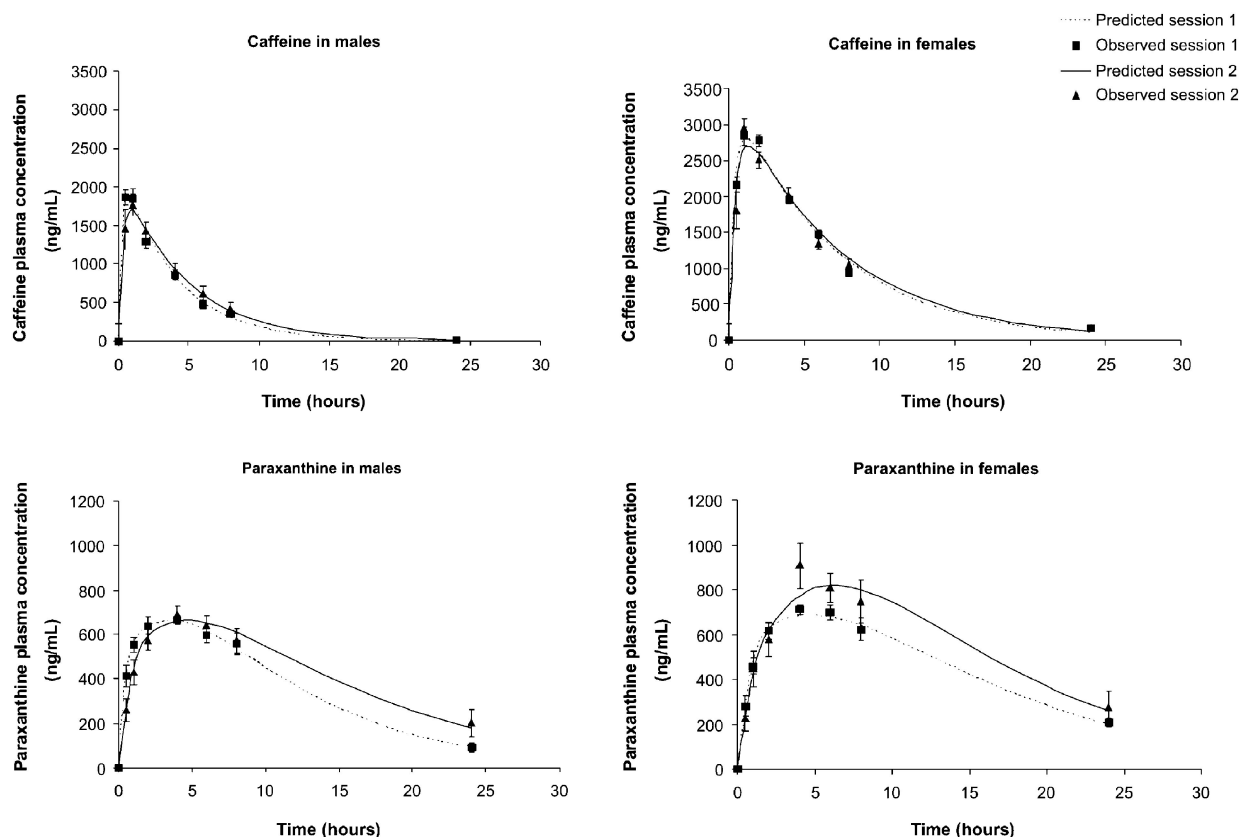 Predicted session 1
Observed session 1
Predicted session 2
Observed session 2
Caffeine in males
Caffeine plasma concentration
(ng/mL)
3500
3000
2500
2000
1500
1000
500
0
0 5 10 15 20 25 30
Time (hours)
Caffeine in females
Caffeine plasma concentration
(ng/mL)
3500
3000
2500
2000
1500
1000
500
0
0 5 10 15 20 25 30
Time (hours)
Paraxanthine in males
Paraxanthine plasma concentration
(ng/mL)
1200
1000
800
600
400
200
0
0 5 10 15 20 25 30
Time (hours)
Paraxanthine in females
Paraxanthine plasma concentration
(ng/mL)
1200
1000
800
600
400
200
0
0 5 10 15 20 25 30
Time (hours)